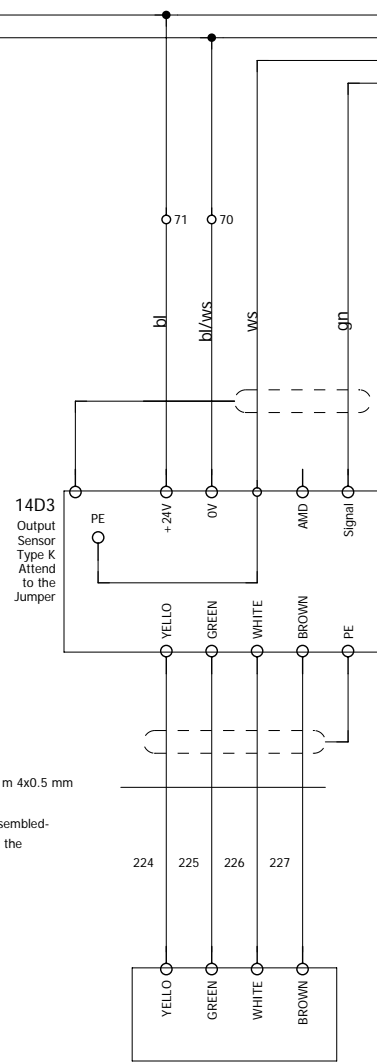 71
70
bl
bl/ws
ws
gn
14D3
Output
Sensor
Type K
Attend
to the
Jumper
PE
+24V
0V
AMD
Signal
YELLO
GREEN
WHITE
BROWN
PE
m 4x0.5 mm
sembled-
the
224
225
226
227
YELLO
GREEN
WHITE
BROWN